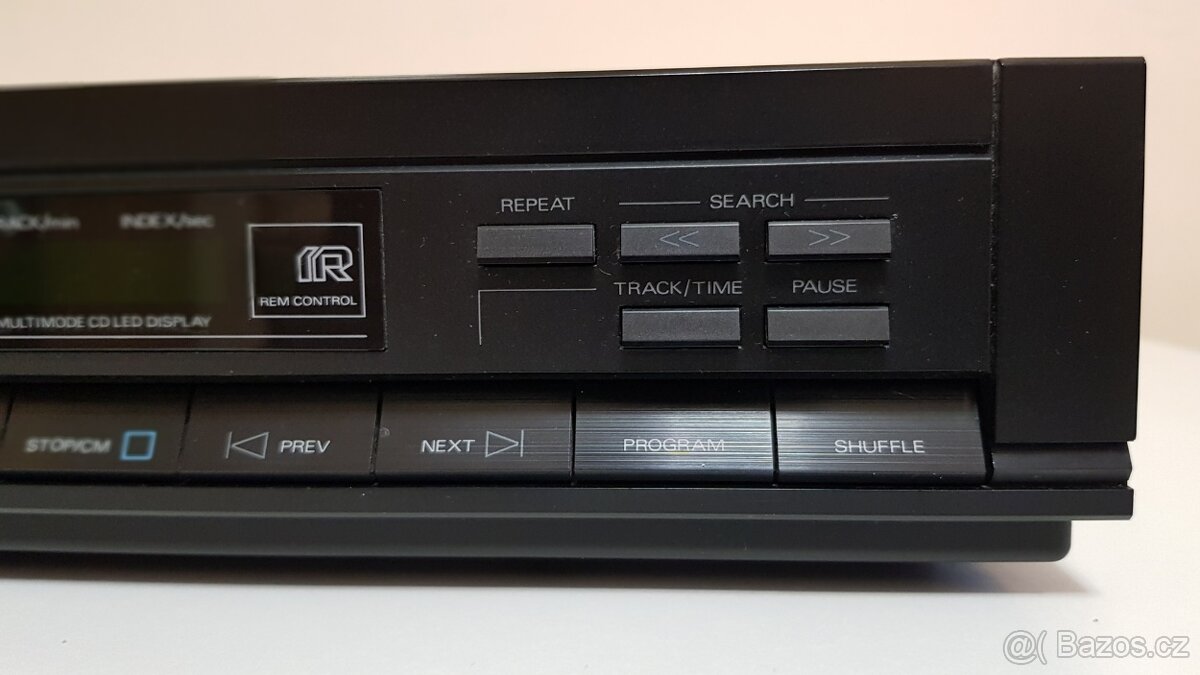 INDEX/sec
IR
REM CONTROL
MULTIMODE CD LED DISPLAY
REPEAT
SEARCH
<< >>
TRACK/TIME PAUSE
STOP/CM PREV NEXT PROGRAM SHUFFLE
@( Bazos.cz